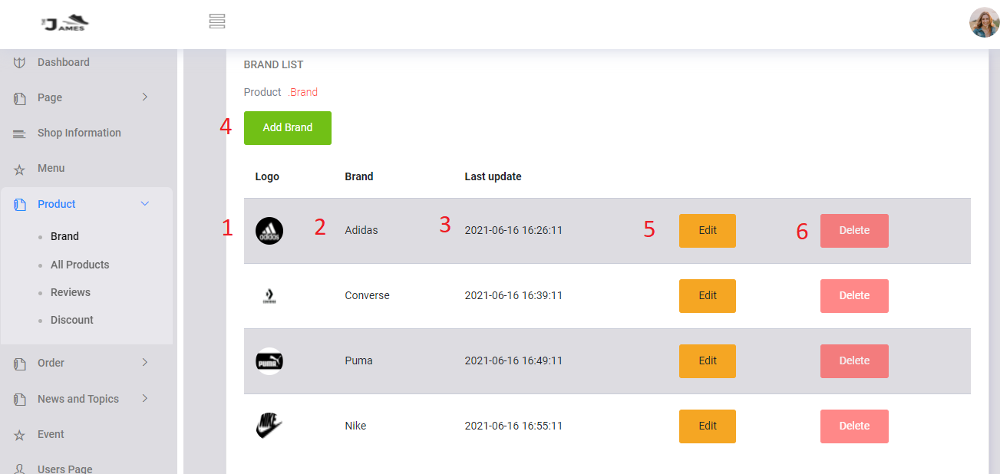 JAMES
Dashboard
Page
Shop Information
Menu
Product
Brand
All Products
Reviews
Discount
Order
News and Topics
Event
Users Page
BRAND LIST
Product .Brand
4 Add Brand
Logo Brand Last update
1 adidas 2 Adidas 3 2021-06-16 16:26:11 5 Edit 6 Delete
CONVERSE Converse 2021-06-16 16:39:11 Edit Delete
PUMA Puma 2021-06-16 16:49:11 Edit Delete
NIKE Nike 2021-06-16 16:55:11 Edit Delete